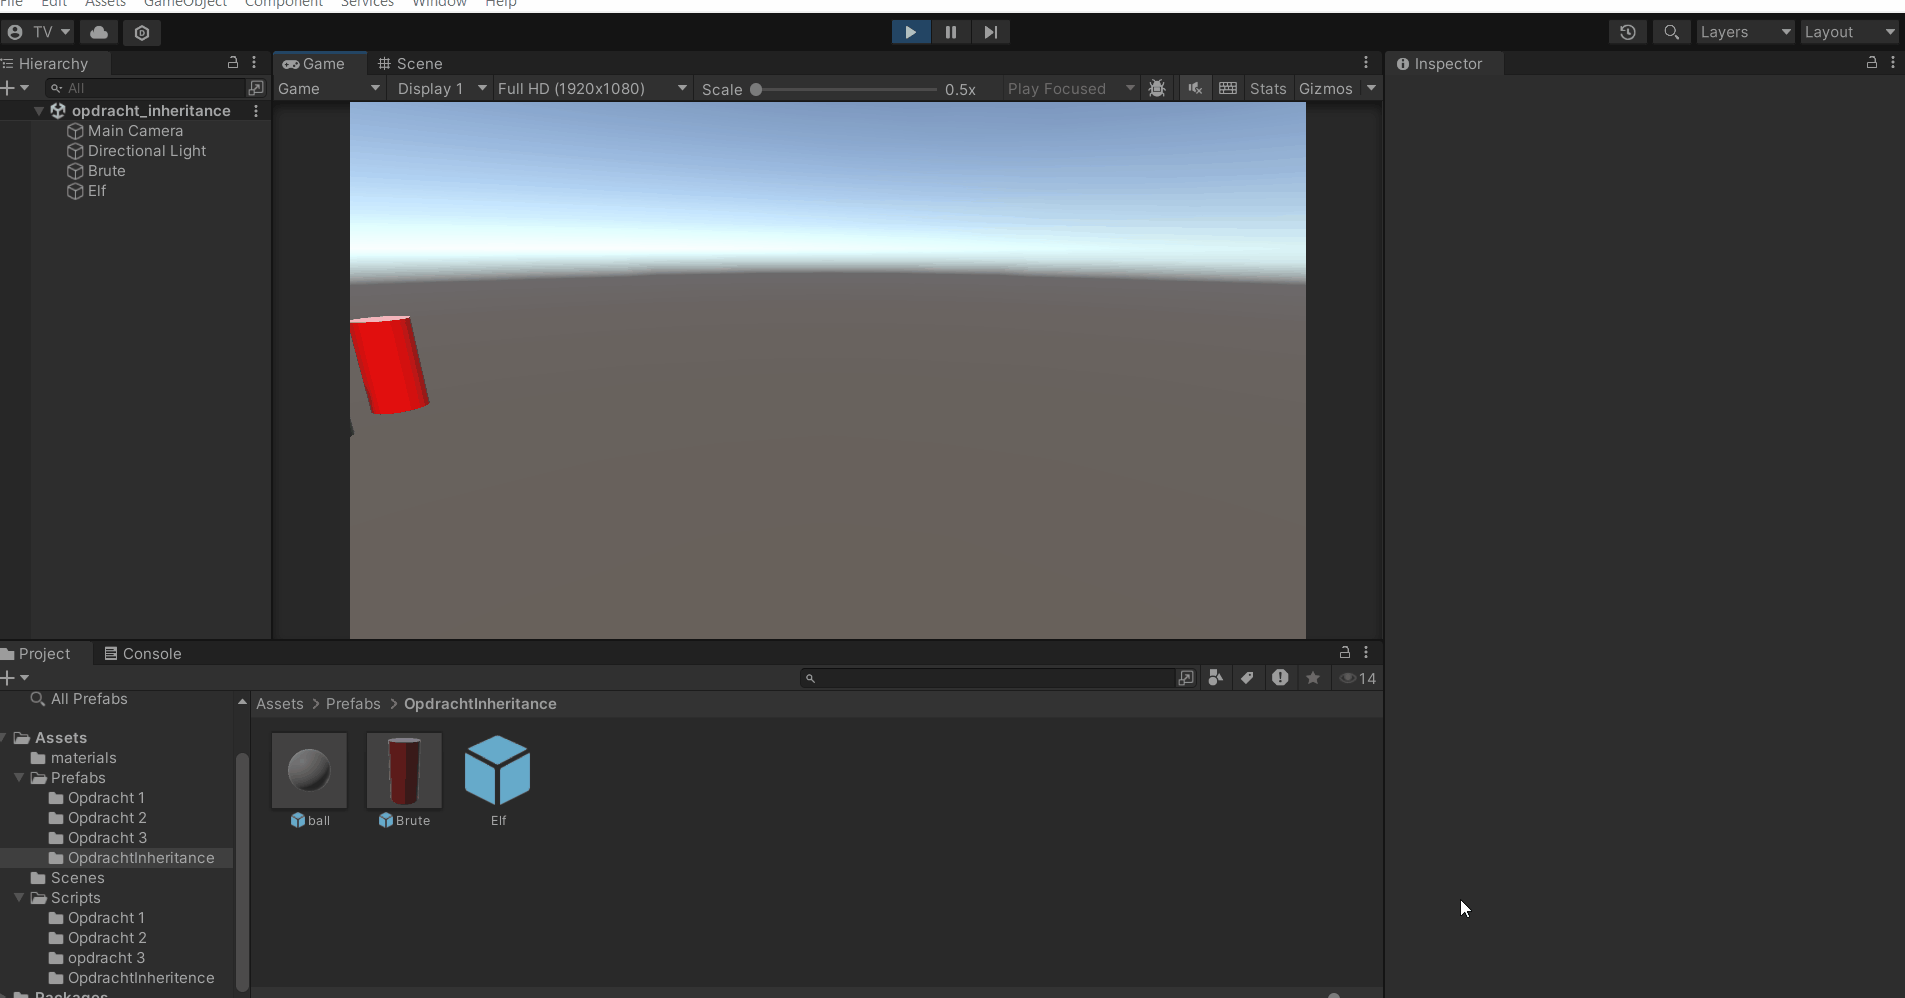 File Edit Assets GameObject Component Services Window Help
TV Layers Layout
Hierarchy
All
opdracht_inheritance
Main Camera
Directional Light
Brute
Elf
Game Scene
Game Display 1 Full HD (1920x1080) Scale 0.5x Play Focused Stats Gizmos
Inspector
Project Console
14
All Prefabs
Assets
materials
Prefabs
Opdracht 1
Opdracht 2
Opdracht 3
OpdrachtInheritance
Scenes
Scripts
Opdracht 1
Opdracht 2
opdracht 3
OpdrachtInheritence
Packages
Assets > Prefabs > OpdrachtInheritance
ball Brute Elf